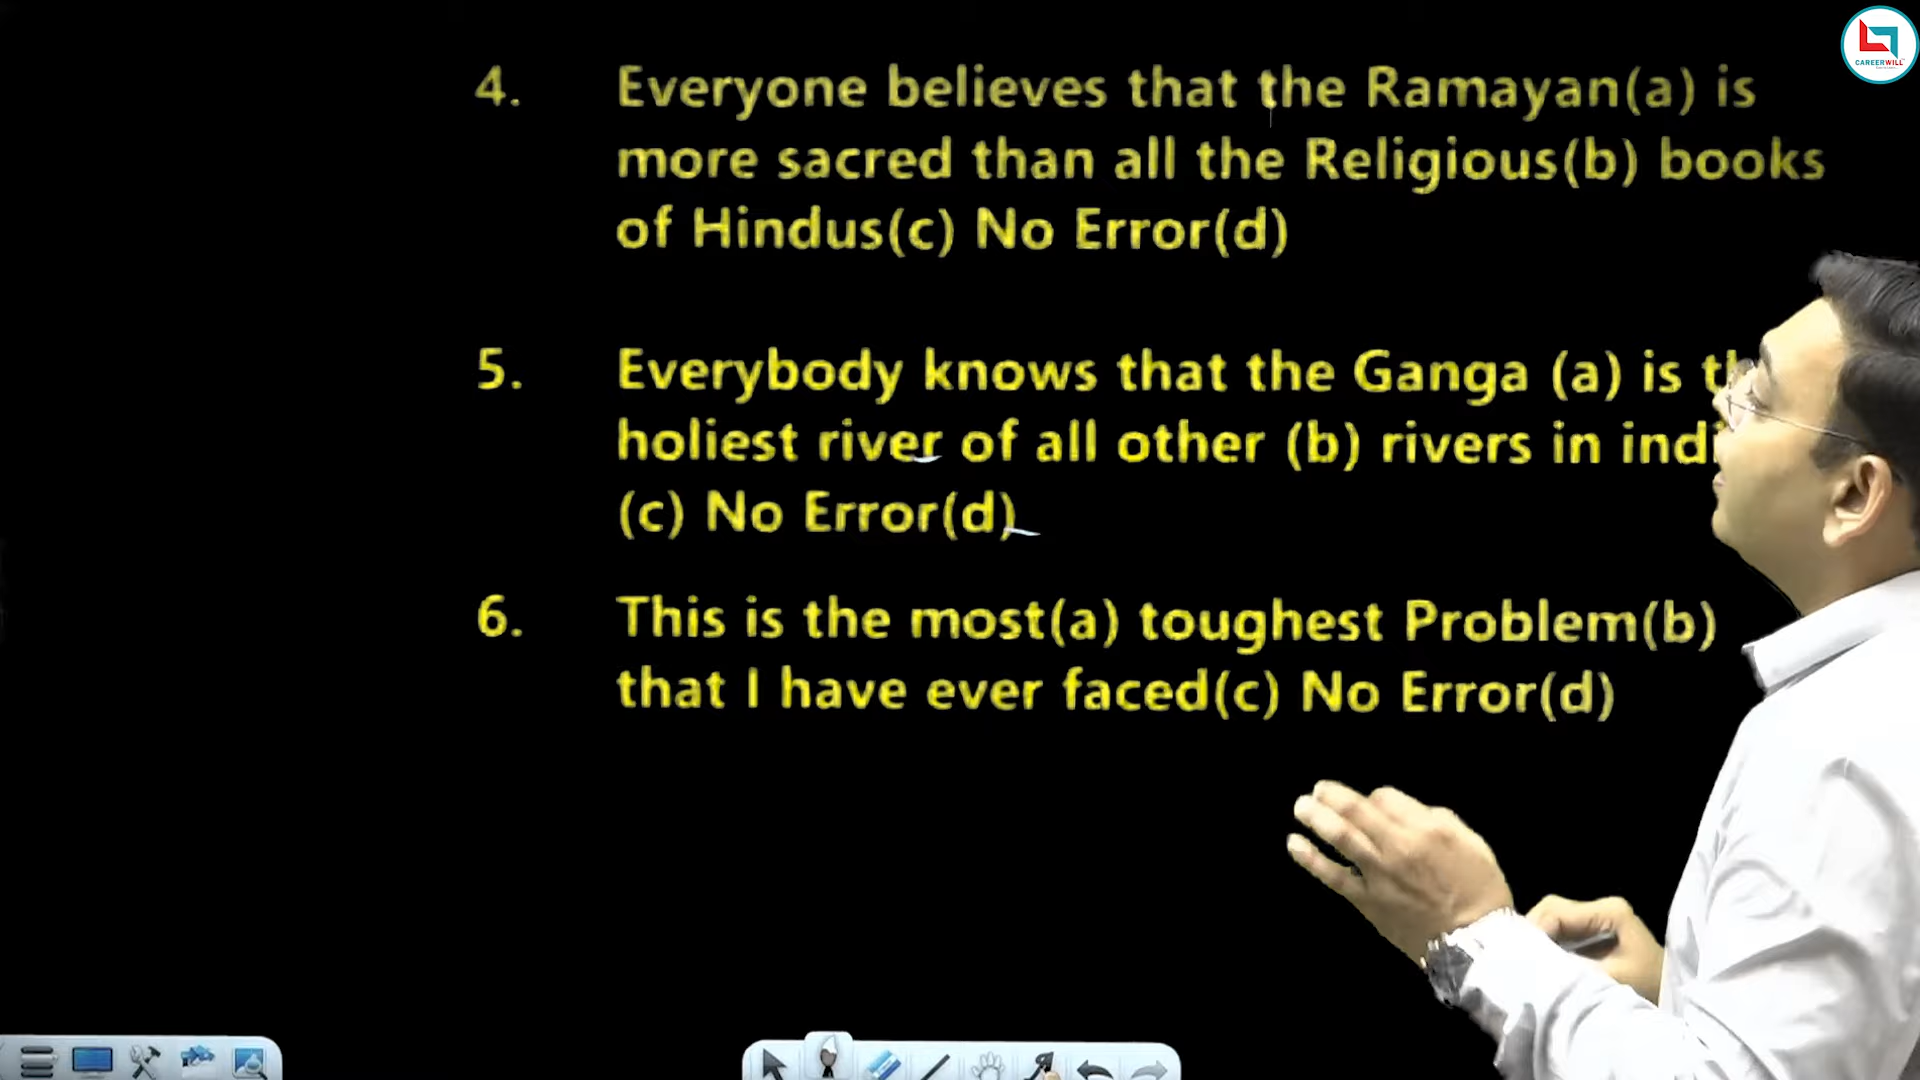 CAREERWILL
4. Everyone believes that the Ramayan(a) is
more sacred than all the Religious(b) books
of Hindus(c) No Error(d)
5. Everybody knows that the Ganga (a) is
holiest river of all other (b) rivers in
(c) No Error(d)
6. This is the most(a) toughest Problem(b)
that I have ever faced(c) No Error(d)